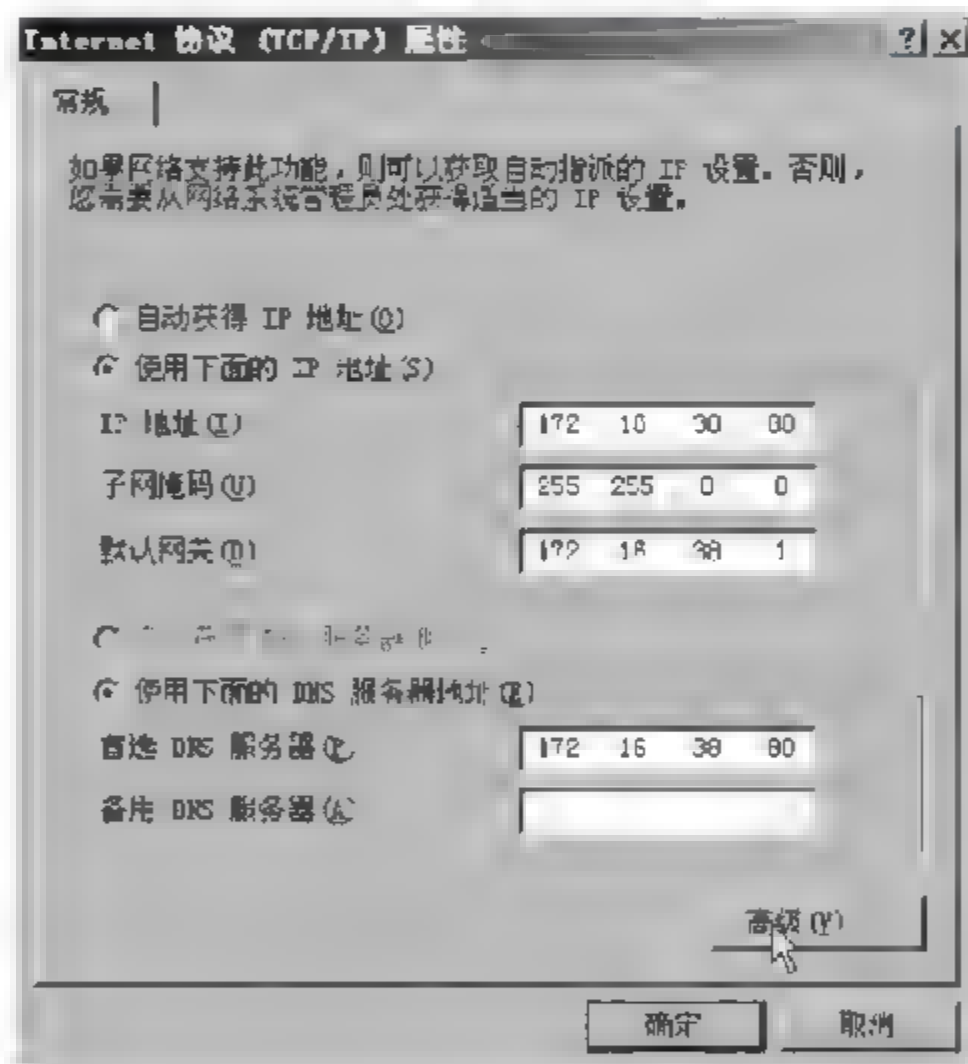 Internet 协议 (TCP/IP) 属性
常规
如果网络支持此功能，则可以获取自动指派的 IP 设置。否则，
您需要从网络系统管理员处获得适当的 IP 设置。
自动获得 IP 地址(O)
使用下面的 IP 地址(S)
IP 地址(I)
172 16 30 80
子网掩码(U)
255 255 0 0
默认网关(D)
172 16 38 1
使用下面的 DNS 服务器地址(E)
首选 DNS 服务器(P)
172 16 38 80
备用 DNS 服务器(A)
高级(V)
确定
取消